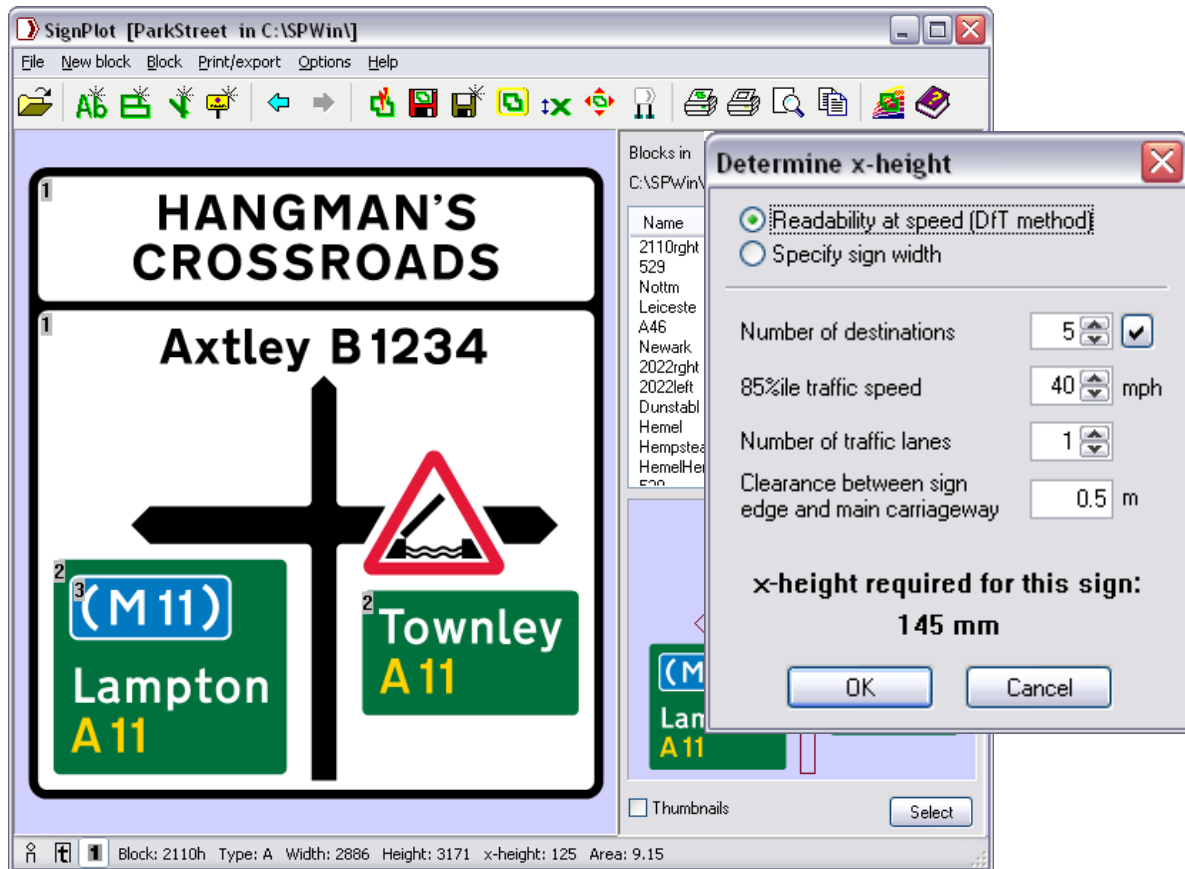 SignPlot [ParkStreet in C:\SPWin\]
File New block Block Print/export Options Help
Ab
x
1
HANGMAN'S
CROSSROADS
1
Axtley B 1234
2
3
(M 11)
Lampton
A 11
2
Townley
A 11
Blocks in
C:\SPWin\
Name
2110rght
529
Nottm
Leiceste
A46
Newark
2022rght
2022left
Dunstabl
Hemel
Hempstea
HemelHer
(M
Lam
A 11
Thumbnails
Select
Determine x-height
Readability at speed (DfT method)
Specify sign width
Number of destinations 5
85%ile traffic speed 40 mph
Number of traffic lanes 1
Clearance between sign
edge and main carriageway 0.5 m
x-height required for this sign:
145 mm
OK Cancel
t 1 Block: 2110h Type: A Width: 2886 Height: 3171 x-height: 125 Area: 9.15